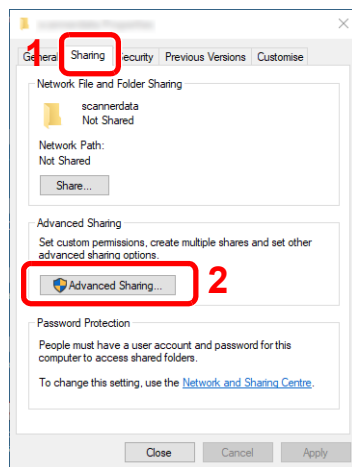 1
General Sharing Security Previous Versions Customise
Network File and Folder Sharing
scannerdata
Not Shared
Network Path:
Not Shared
Share...
Advanced Sharing
Set custom permissions, create multiple shares and set other
advanced sharing options.
Advanced Sharing...
2
Password Protection
People must have a user account and password for this
computer to access shared folders.
To change this setting, use the Network and Sharing Centre.
Close Cancel Apply